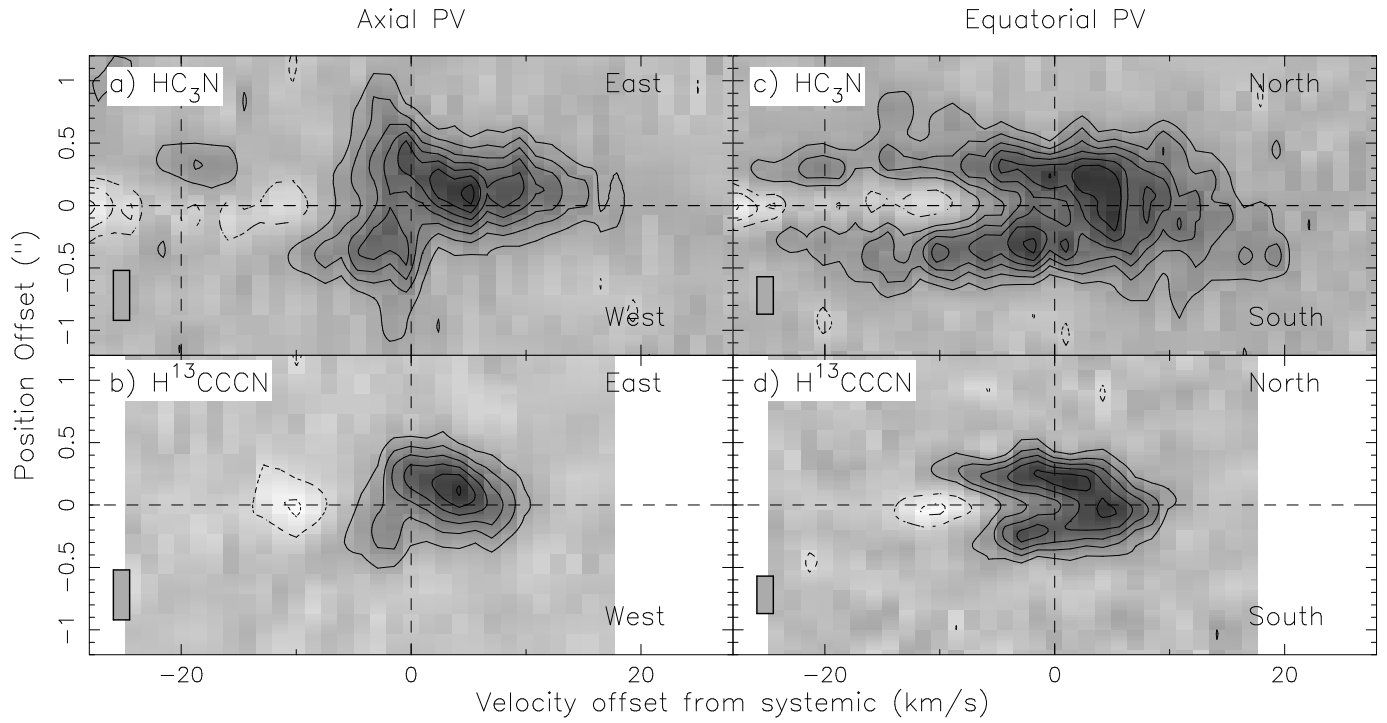 Axial PV
Equatorial PV
a) HC₃N
East
c) HC₃N
North
1
0.5
0
−0.5
−1
West
South
b) H¹³CCCN
East
d) H¹³CCCN
North
1
0.5
0
−0.5
−1
West
South
Position Offset (")
−20
0
20
−20
0
20
Velocity offset from systemic (km/s)